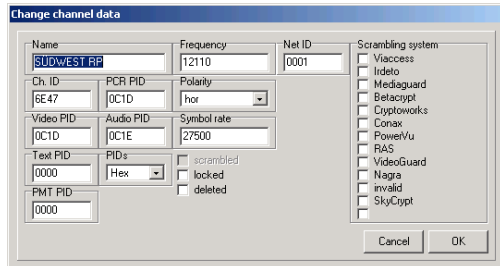 Change channel data
Name
SÜDWEST RP
Frequency
12110
Net ID
0001
Ch. ID
6E47
PCR PID
0C1D
Polarity
hor
Video PID
0C1D
Audio PID
0C1E
Symbol rate
27500
Text PID
0000
PIDs
Hex
PMT PID
0000
scrambled
locked
deleted
Scrambling system
Viaccess
Irdeto
Mediaguard
Betacrypt
Cryptoworks
Conax
PowerVu
RAS
VideoGuard
Nagra
invalid
SkyCrypt
Cancel
OK